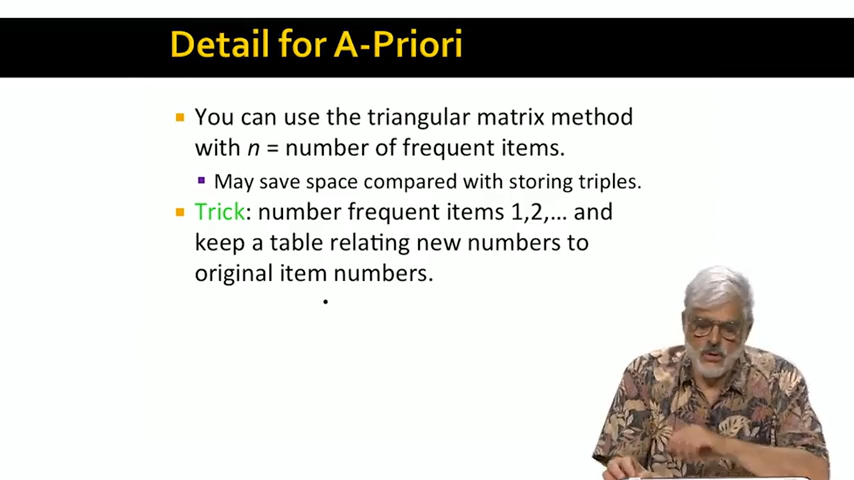 Detail for A-Priori
You can use the triangular matrix method
with n = number of frequent items.
May save space compared with storing triples.
Trick: number frequent items 1,2,... and
keep a table relating new numbers to
original item numbers.